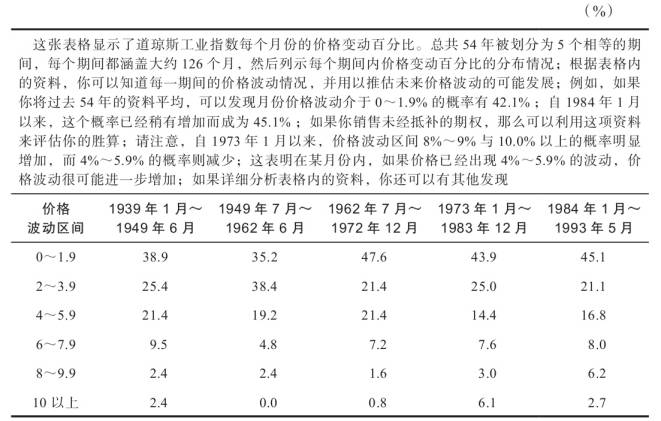 （%）
这张表格显示了道琼斯工业指数每个月份的价格变动百分比。总共 54 年被划分为 5 个相等的期
间，每个期间都涵盖大约 126 个月，然后列示每个期间内价格变动百分比的分布情况；根据表格内
的资料，你可以知道每一期间的价格波动情况，并用以推估未来价格波动的可能发展；例如，如果
你将过去 54 年的资料平均，可以发现月份价格波动介于 0～1.9% 的概率有 42.1%；自 1984 年 1 月
以来，这个概率已经稍有增加而成为 45.1%；如果你销售未经抵补的期权，那么可以利用这项资料
来评估你的胜算；请注意，自 1973 年 1 月以来，价格波动区间 8%～9% 与 10.0% 以上的概率明显
增加，而 4%～5.9% 的概率则减少；这表明在某月份内，如果价格已经出现 4%～5.9% 的波动，价
格波动很可能进一步增加；如果详细分析表格内的资料，你还可以有其他发现
价格 1939 年 1 月～ 1949 年 7 月～ 1962 年 7 月～ 1973 年 1 月～ 1984 年 1 月～
波动区间 1949 年 6 月 1962 年 6 月 1972 年 12 月 1983 年 12 月 1993 年 5 月
0～1.9 38.9 35.2 47.6 43.9 45.1
2～3.9 25.4 38.4 21.4 25.0 21.1
4～5.9 21.4 19.2 21.4 14.4 16.8
6～7.9 9.5 4.8 7.2 7.6 8.0
8～9.9 2.4 2.4 1.6 3.0 6.2
10 以上 2.4 0.0 0.8 6.1 2.7